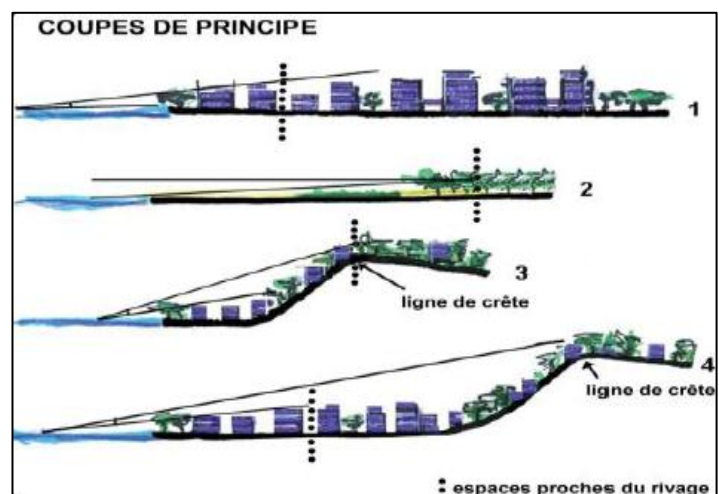 COUPES DE PRINCIPE
1
2
3
ligne de crête
4
ligne de crête
espaces proches du rivage